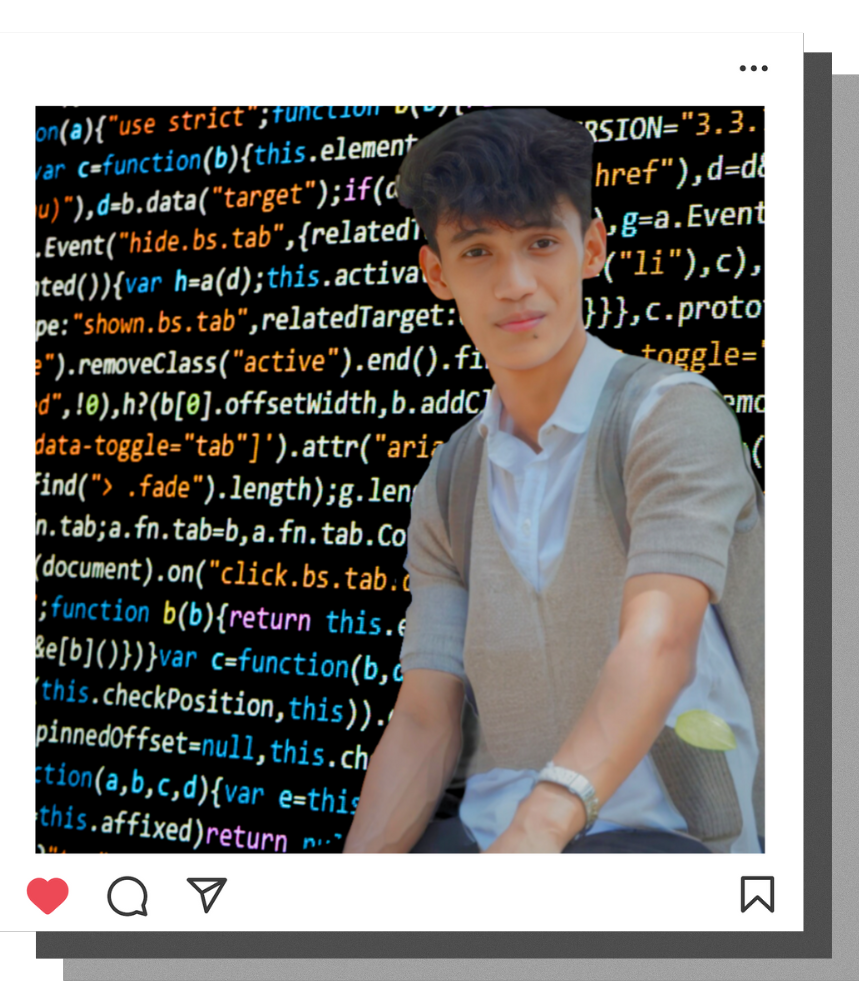 on(a){"use strict";function b(b){
var c=function(b){this.element
RSION="3.3.
u)"),d=b.data("target");if(d
href"),d=d&
.Event("hide.bs.tab",{relatedT
),g=a.Event
nted()){var h=a(d);this.activa
("li"),c),
pe:"shown.bs.tab",relatedTarget:
}}},c.proto
e").removeClass("active").end().fi
toggle="
d",!0),h?(b[0].offsetWidth,b.addCl
emo
data-toggle="tab"]').attr("aria
find("> .fade").length);g.len
n.tab;a.fn.tab=b,a.fn.tab.Co
(document).on("click.bs.tab.
;function b(b){return this.e
&e[b]()})}var c=function(b,
(this.checkPosition,this)).
pinnedOffset=null,this.ch
ction(a,b,c,d){var e=this
this.affixed)return